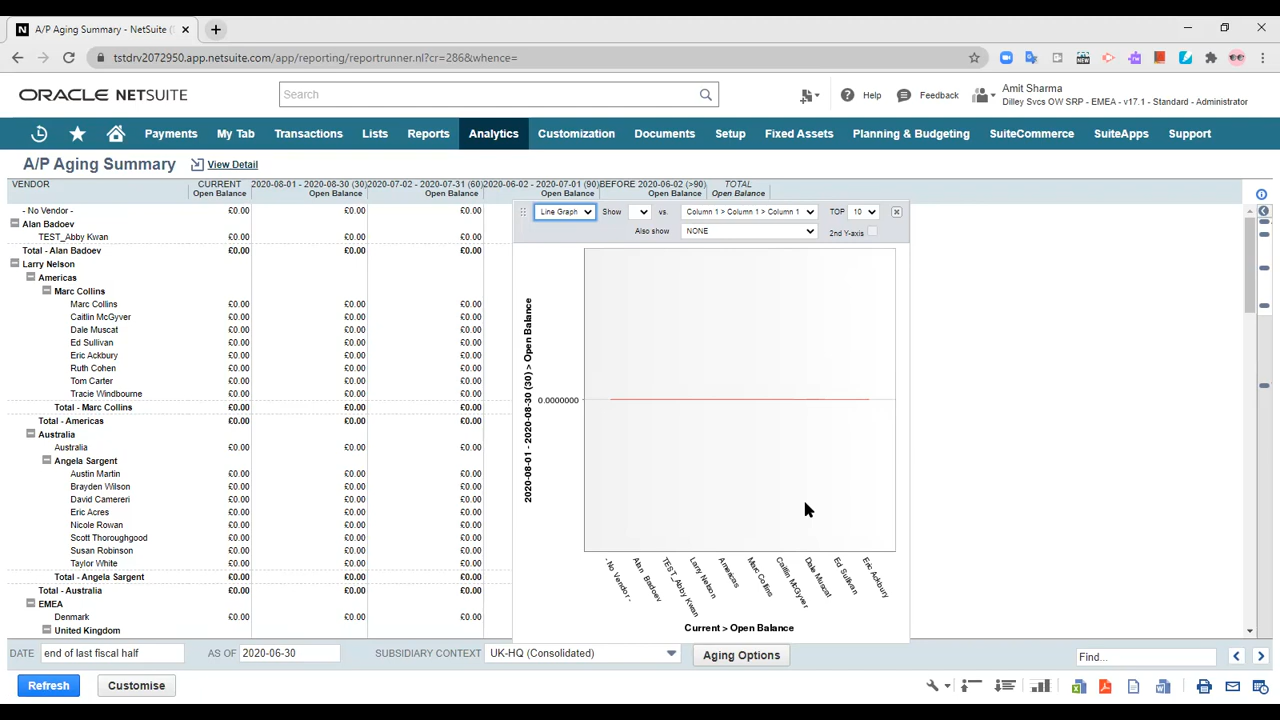 A/P Aging Summary - NetSuite (
tstdrv2072950.app.netsuite.com/app/reporting/reportrunner.nl?cr=286&whence=
ORACLE NETSUITE
Search
Help
Feedback
Amit Sharma
Dilley Svcs OW SRP - EMEA - v17.1 - Standard - Administrator
Payments My Tab Transactions Lists Reports Analytics Customization Documents Setup Fixed Assets Planning & Budgeting SuiteCommerce SuiteApps Support
A/P Aging Summary View Detail
VENDOR CURRENT 2020-08-01 - 2020-08-30 (30) 2020-07-02 - 2020-07-31 (60) 2020-06-02 - 2020-07-01 (90) BEFORE 2020-06-02 (>90) TOTAL
Open Balance Open Balance Open Balance Open Balance Open Balance Open Balance
- No Vendor - £0.00 £0.00 £0.00
Alan Badoev
TEST_Abby Kwan £0.00 £0.00 £0.00
Total - Alan Badoev £0.00 £0.00 £0.00
Larry Nelson
Americas
Marc Collins
Marc Collins £0.00 £0.00 £0.00
Caitlin McGyver £0.00 £0.00 £0.00
Dale Muscat £0.00 £0.00 £0.00
Ed Sullivan £0.00 £0.00 £0.00
Eric Ackbury £0.00 £0.00 £0.00
Ruth Cohen £0.00 £0.00 £0.00
Tom Carter £0.00 £0.00 £0.00
Tracie Windbourne £0.00 £0.00 £0.00
Total - Marc Collins £0.00 £0.00 £0.00
Total - Americas £0.00 £0.00 £0.00
Australia
Australia £0.00 £0.00 £0.00
Angela Sargent
Austin Martin £0.00 £0.00 £0.00
Brayden Wilson £0.00 £0.00 £0.00
David Camereri £0.00 £0.00 £0.00
Eric Acres £0.00 £0.00 £0.00
Nicole Rowan £0.00 £0.00 £0.00
Scott Thoroughgood £0.00 £0.00 £0.00
Susan Robinson £0.00 £0.00 £0.00
Taylor White £0.00 £0.00 £0.00
Total - Angela Sargent £0.00 £0.00 £0.00
Total - Australia £0.00 £0.00 £0.00
EMEA
Denmark £0.00 £0.00 £0.00
United Kingdom
Line Graph Show vs. Column 1 > Column 1 > Column 1 TOP 10
Also show NONE 2nd Y-axis
2020-08-01 - 2020-08-30 (30) > Open Balance
0.0000000
- No Vendor -
Alan Badoev
TEST_Abby Kwan
Larry Nelson
Americas
Marc Collins
Caitlin McGyver
Dale Muscat
Ed Sullivan
Eric Ackbury
Current > Open Balance
DATE end of last fiscal half AS OF 2020-06-30 SUBSIDIARY CONTEXT UK-HQ (Consolidated) Aging Options Find...
Refresh Customise